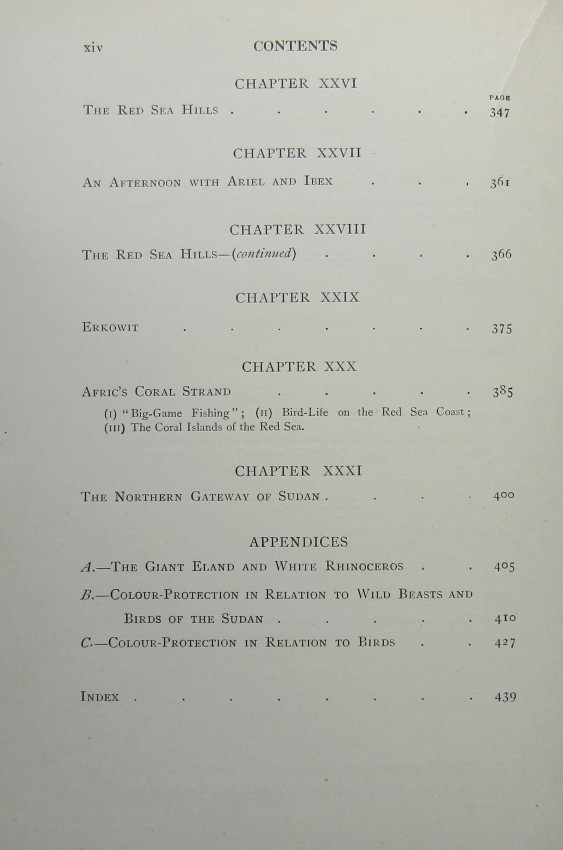 xiv CONTENTS
CHAPTER XXVI
PAGE
THE RED SEA HILLS . . . . . . 347
CHAPTER XXVII
AN AFTERNOON WITH ARIEL AND IBEX . . . 361
CHAPTER XXVIII
THE RED SEA HILLS—(continued) . . . . 366
CHAPTER XXIX
ERKOWIT . . . . . . . 375
CHAPTER XXX
AFRIC'S CORAL STRAND . . . . . 385
(I) "Big-Game Fishing"; (II) Bird-Life on the Red Sea Coast;
(III) The Coral Islands of the Red Sea.
CHAPTER XXXI
THE NORTHERN GATEWAY OF SUDAN . . . . 400
APPENDICES
A.—THE GIANT ELAND AND WHITE RHINOCEROS . . 405
B.—COLOUR-PROTECTION IN RELATION TO WILD BEASTS AND
BIRDS OF THE SUDAN . . . . . 410
C.—COLOUR-PROTECTION IN RELATION TO BIRDS . . 427
INDEX . . . . . . . . 439